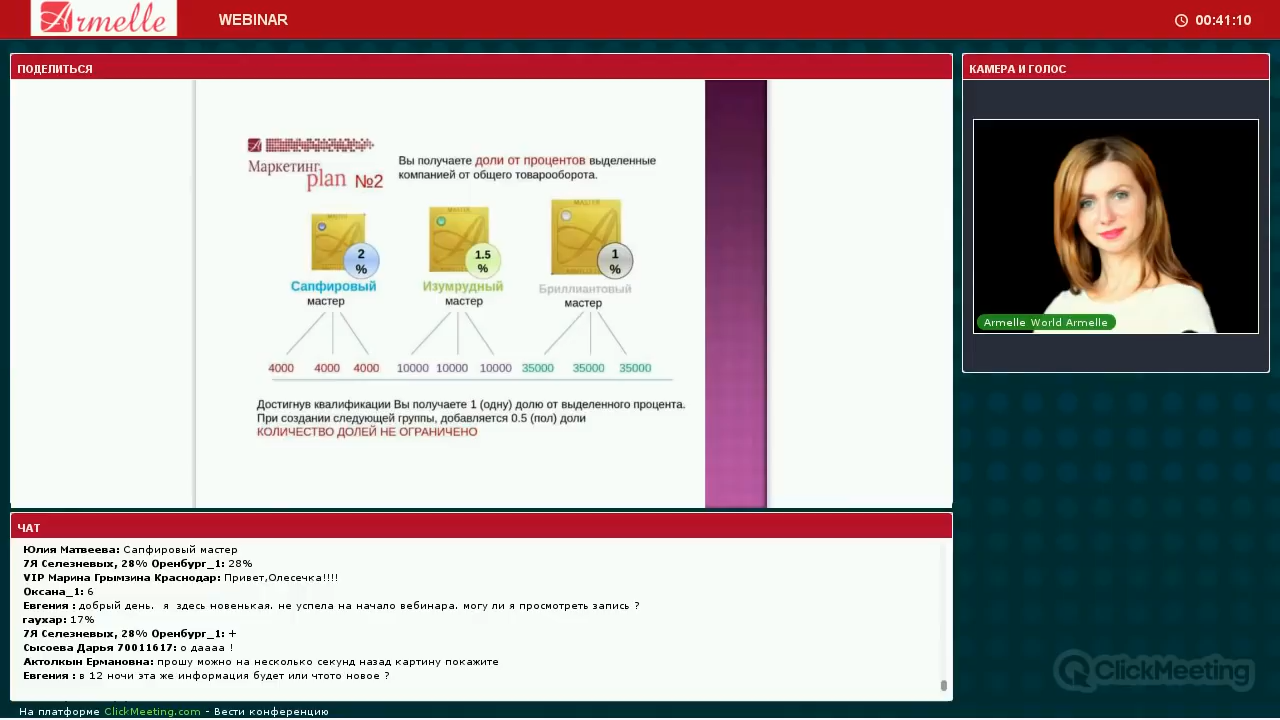 Armelle
WEBINAR
00:41:10
ПОДЕЛИТЬСЯ
КАМЕРА И ГОЛОС
Маркетинг
plan №2
Вы получаете доли от процентов выделенные
компанией от общего товарооборота.
МАСТЕР МАСТЕР МАСТЕР
2 % 1.5 % 1 %
Сапфировый Изумрудный Бриллиантовый
мастер мастер мастер
4000 4000 4000 10000 10000 10000 35000 35000 35000
Достигнув квалификации Вы получаете 1 (одну) долю от выделенного процента.
При создании следующей группы, добавляется 0.5 (пол) доли
КОЛИЧЕСТВО ДОЛЕЙ НЕ ОГРАНИЧЕНО
Armelle World Armelle
ЧАТ
Юлия Матвеева: Сапфировый мастер
7Я Селезневых, 28% Оренбург_1: 28%
VIP Марина Грымзина Краснодар: Привет,Олесечка!!!!
Оксана_1: 6
Евгения : добрый день. я здесь новенькая. не успела на начало вебинара. могу ли я просмотреть запись ?
гаухар: 17%
7Я Селезневых, 28% Оренбург_1: +
Сысоева Дарья 70011617: о даааа !
Актолкын Ермановна: прошу можно на несколько секунд назад картину покажите
Евгения : в 12 ночи эта же информация будет или чтото новое ?
ClickMeeting
На платформе ClickMeeting.com - Вести конференцию